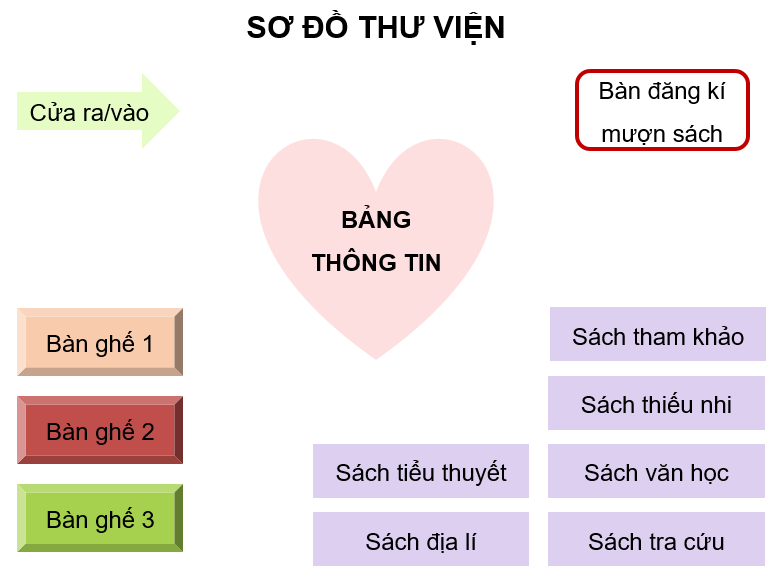 SƠ ĐỒ THƯ VIỆN
Cửa ra/vào
Bàn đăng kí
mượn sách
BẢNG
THÔNG TIN
Bàn ghế 1
Bàn ghế 2
Bàn ghế 3
Sách tham khảo
Sách thiếu nhi
Sách tiểu thuyết
Sách văn học
Sách địa lí
Sách tra cứu